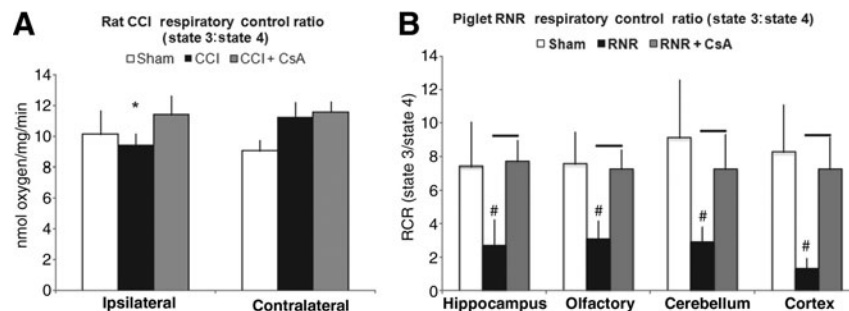 A
Rat CCI respiratory control ratio
(state 3:state 4)
Sham CCI CCI + CsA
nmol oxygen/mg/min
14
12
10
8
6
4
2
0
*
Ipsilateral Contralateral
B
Piglet RNR respiratory control ratio (state 3:state 4)
Sham RNR RNR + CsA
RCR (state 3/state 4)
14
12
10
8
6
4
2
0
# # # #
Hippocampus Olfactory Cerebellum Cortex